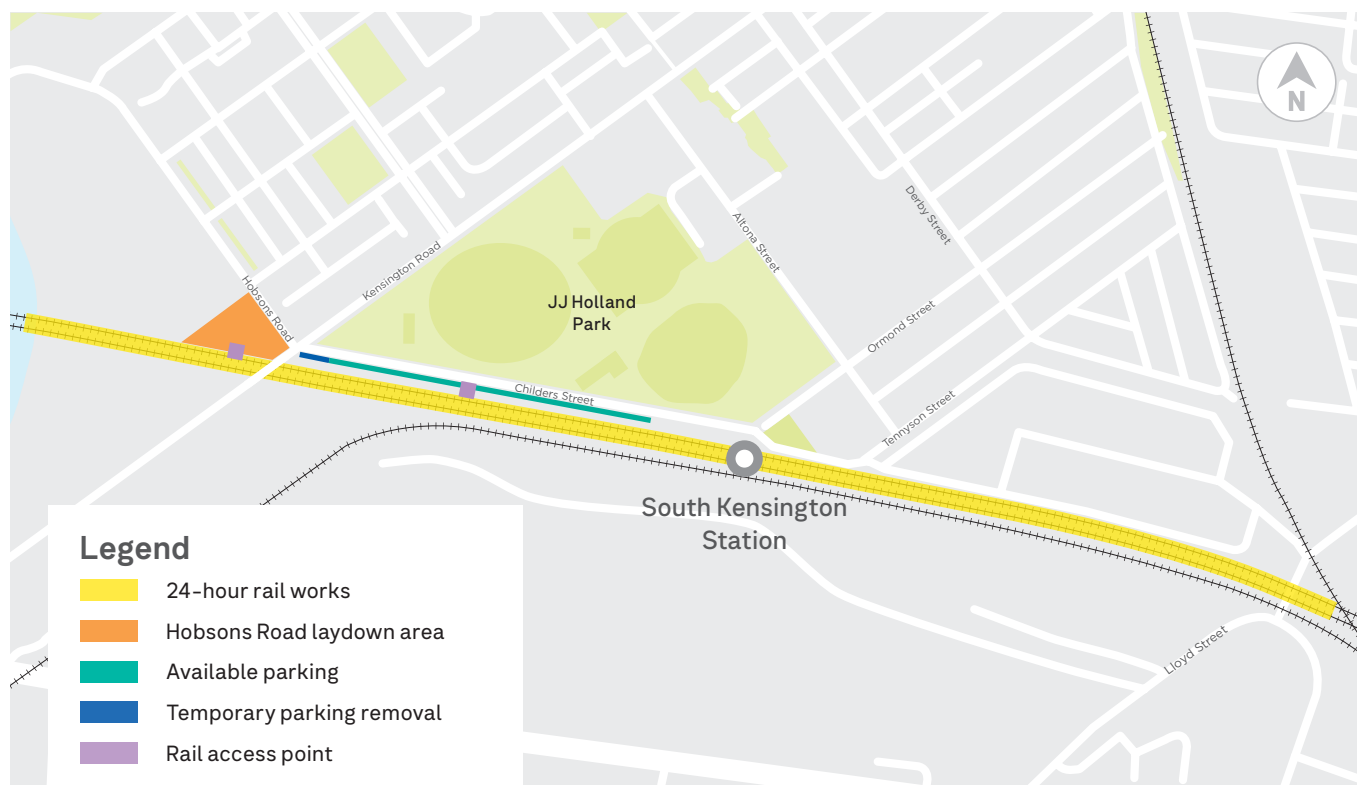 N
Derby Street
Altona Street
Kensington Road
Hobsons Road
JJ Holland
Park
Ormond Street
Childers Street
Tennyson Street
South Kensington
Station
Lloyd Street
Legend
24-hour rail works
Hobsons Road laydown area
Available parking
Temporary parking removal
Rail access point